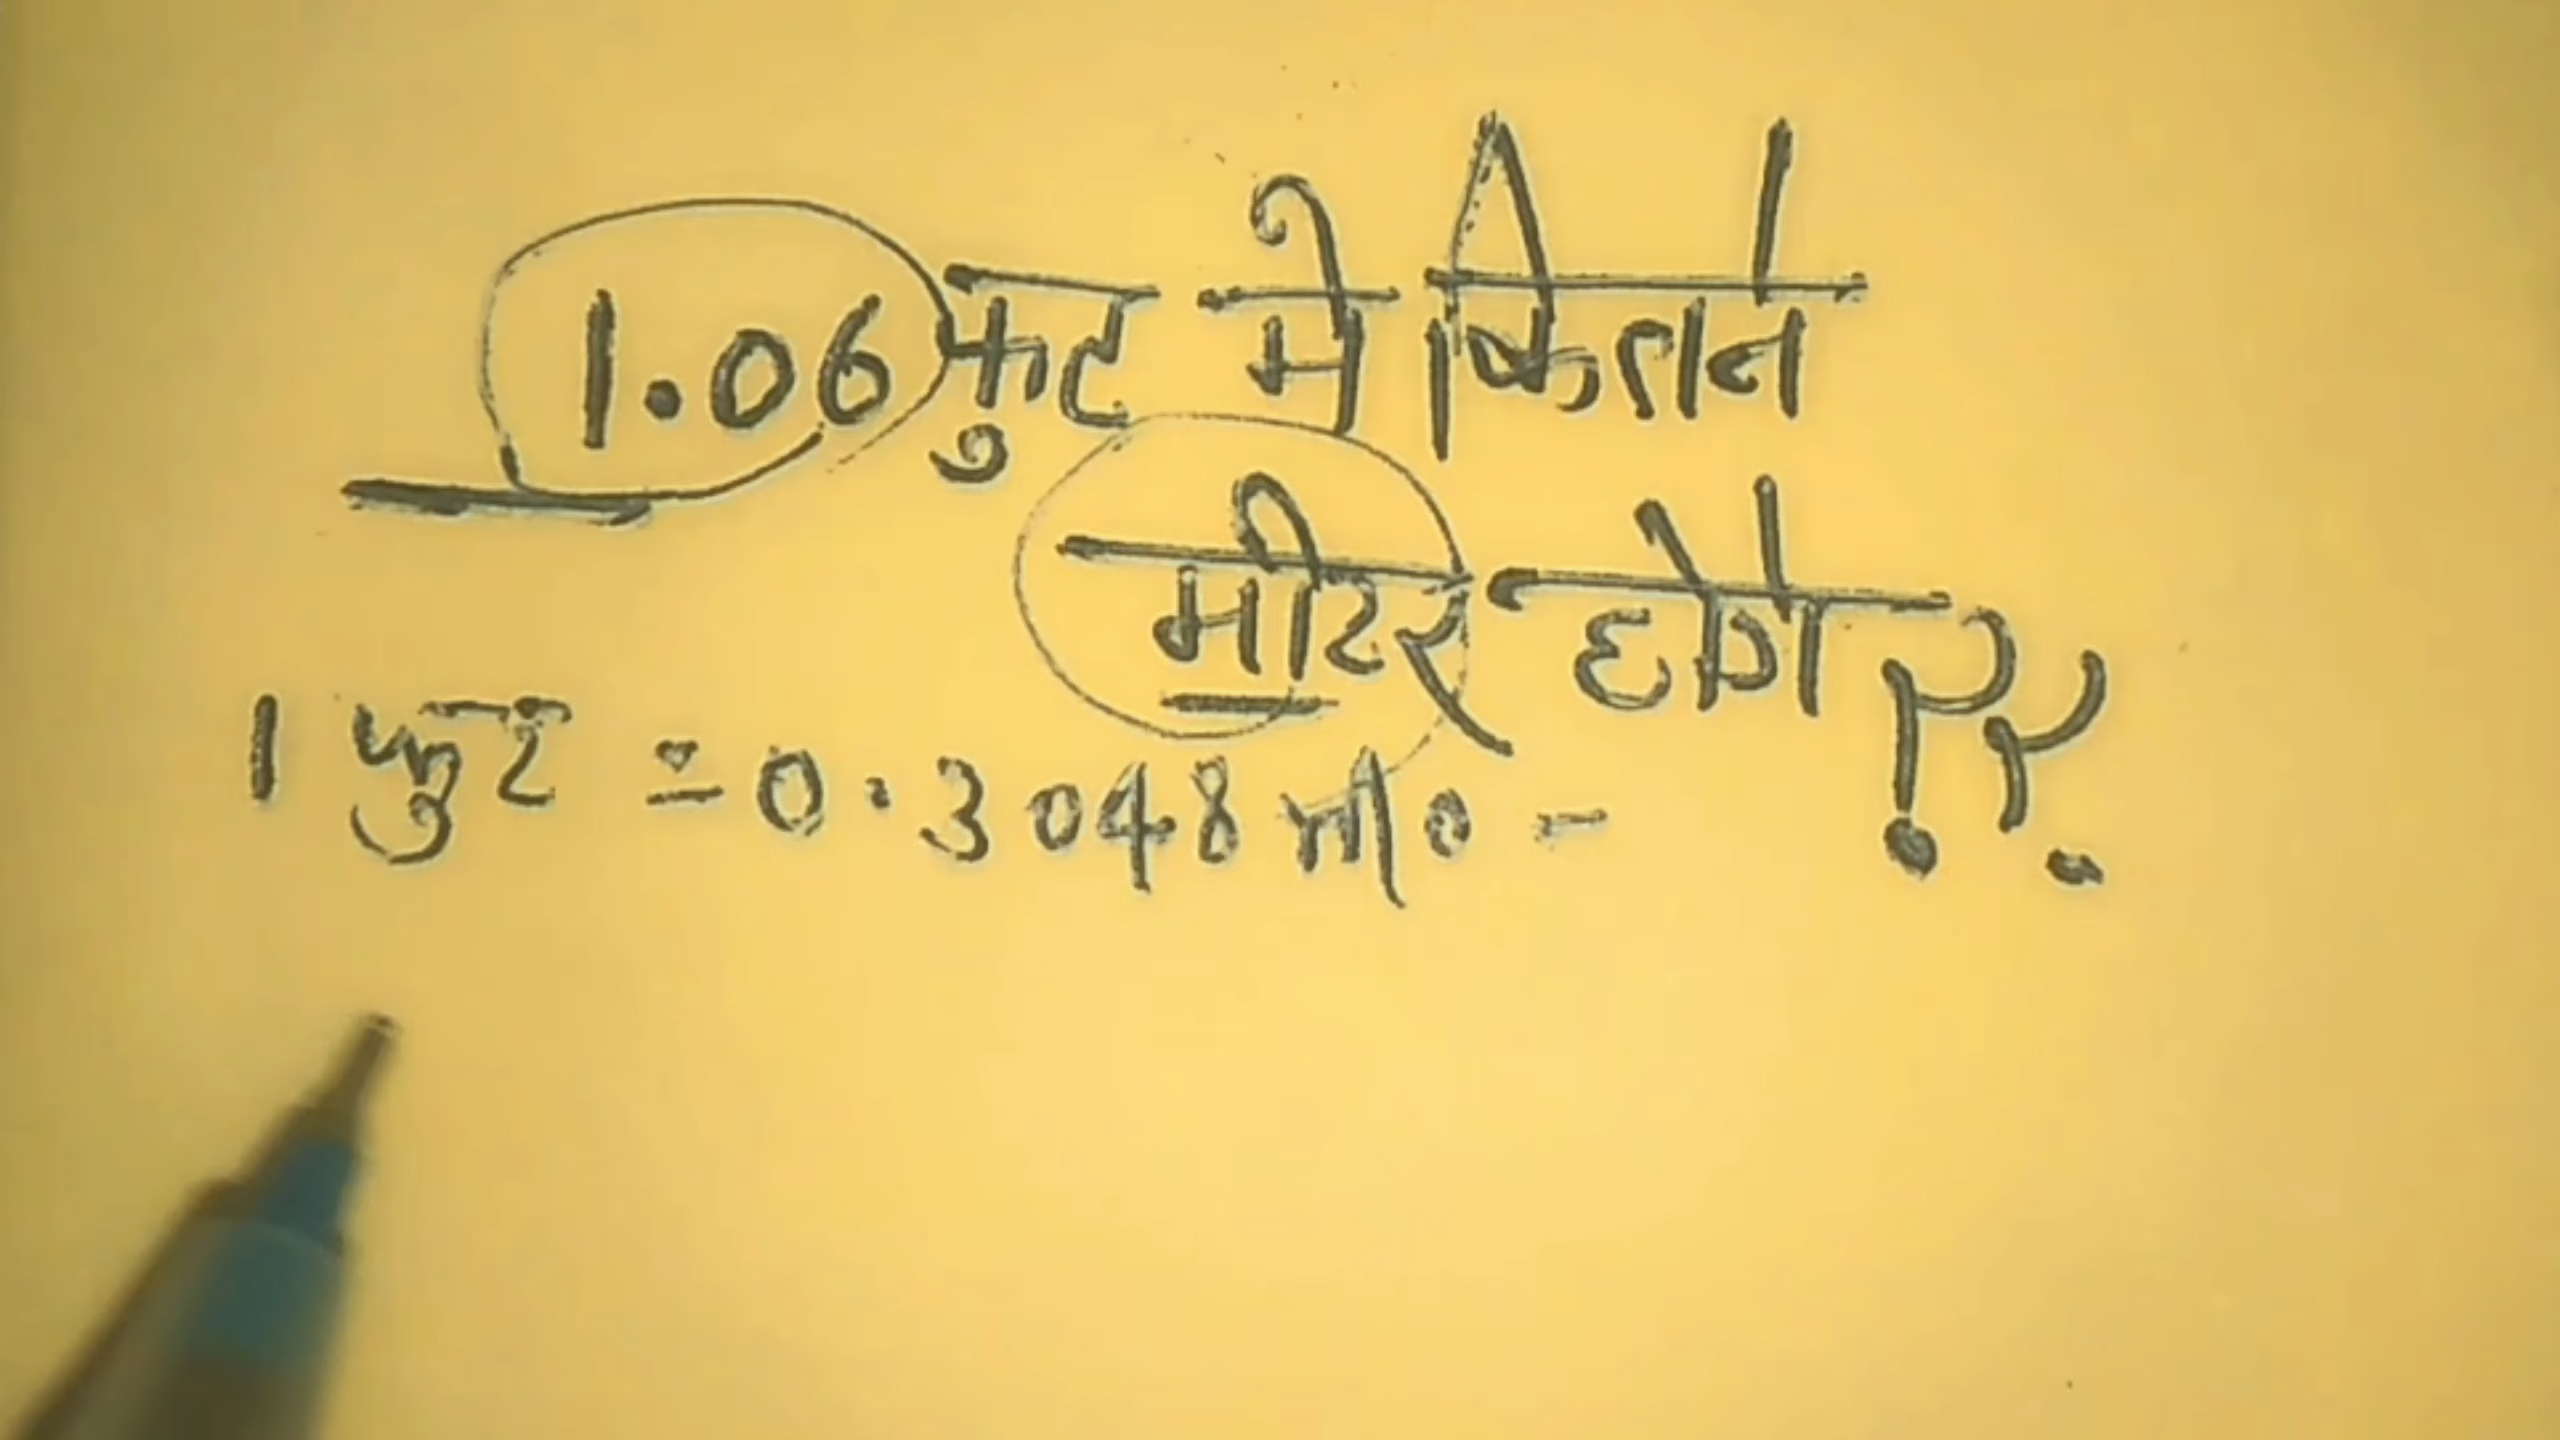 1.06 फुट में कितने
मीटर होंगे ??
1 फुट = 0.3048 मी० -